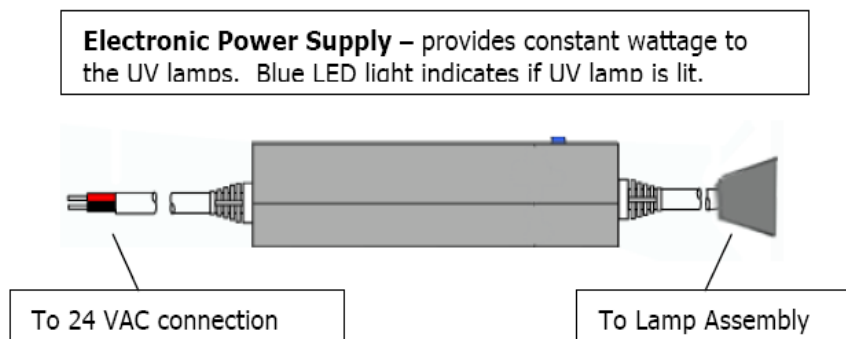 Electronic Power Supply – provides constant wattage to
the UV lamps.  Blue LED light indicates if UV lamp is lit.
To 24 VAC connection
To Lamp Assembly